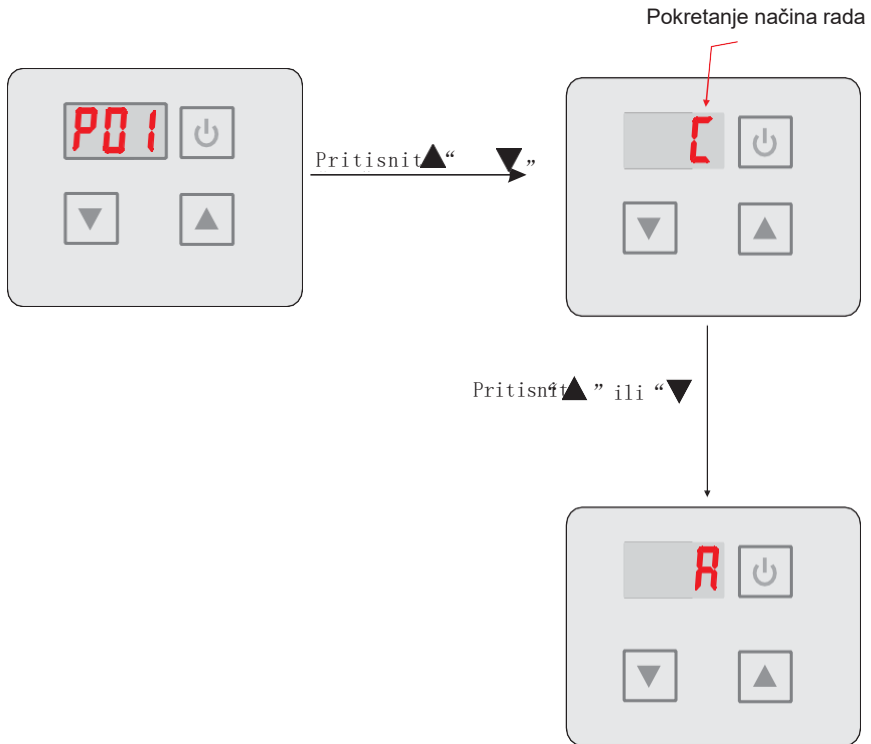 Pokretanje načina rada
P01
C
Pritisnit▲“ ▼”
Pritisnit“▲” ili “▼
A